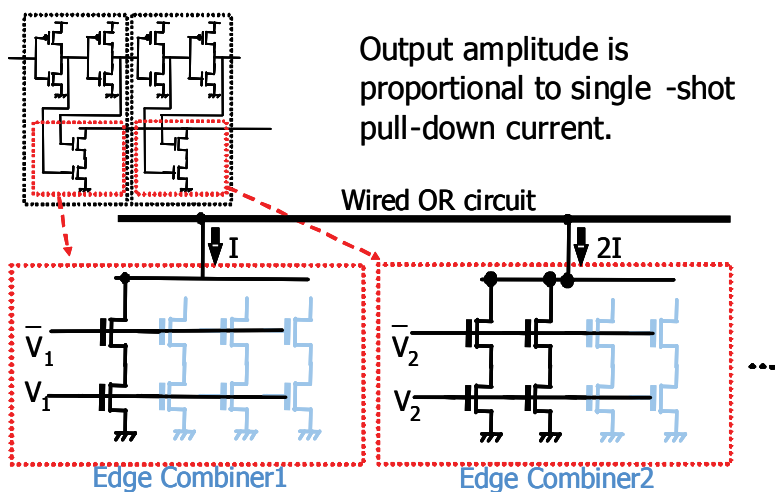 Output amplitude is
proportional to single -shot
pull-down current.
Wired OR circuit
I
2I
V̅1
V1
V̅2
V2
...
Edge Combiner1
Edge Combiner2